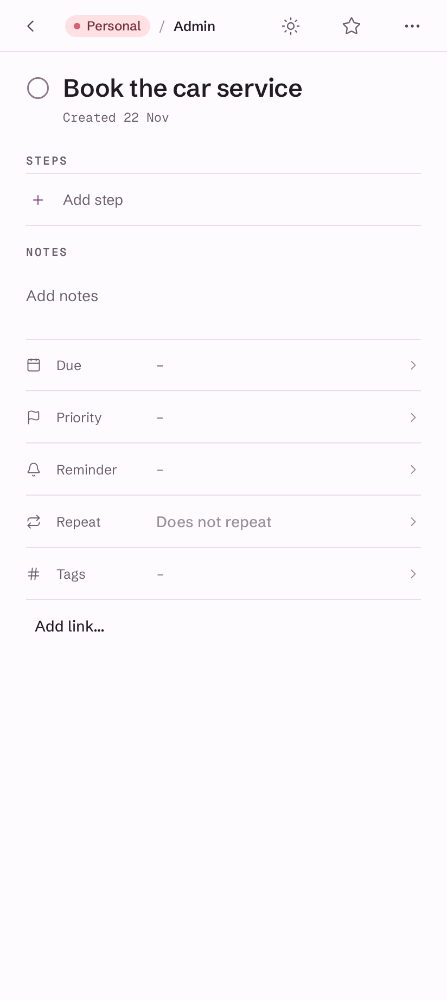 Personal / Admin
Book the car service
Created 22 Nov
STEPS
+ Add step
NOTES
Add notes
Due –
Priority –
Reminder –
Repeat Does not repeat
# Tags –
Add link...